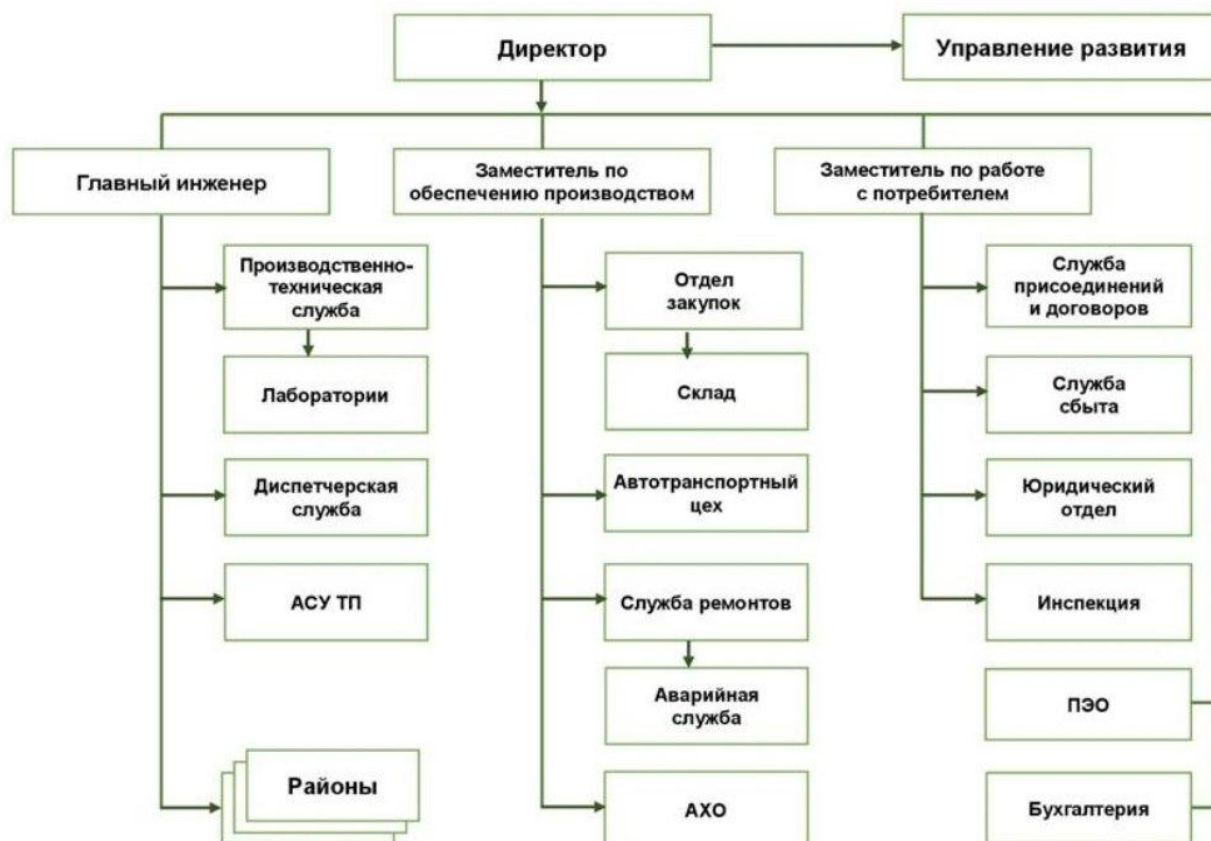 Директор
Управление развития
Главный инженер
Заместитель по
обеспечению производством
Заместитель по работе
с потребителем
Производственно-
техническая
служба
Лаборатории
Диспетчерская
служба
АСУ ТП
Районы
Отдел
закупок
Склад
Автотранспортный
цех
Служба ремонтов
Аварийная
служба
АХО
Служба
присоединений
и договоров
Служба
сбыта
Юридический
отдел
Инспекция
ПЭО
Бухгалтерия